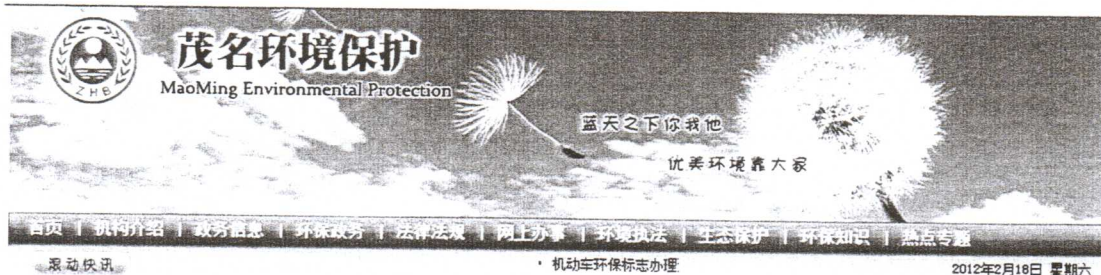 茂名环境保护
MaoMing Environmental Protection
ZHB
蓝天之下你我他
优美环境靠大家
首页 | 机构介绍 | 政务信息 | 环保政务 | 法律法规 | 网上办事 | 环境执法 | 生态保护 | 环保知识 | 热点专题
滚动快讯 · 机动车环保标志办理 2012年2月18日 星期六